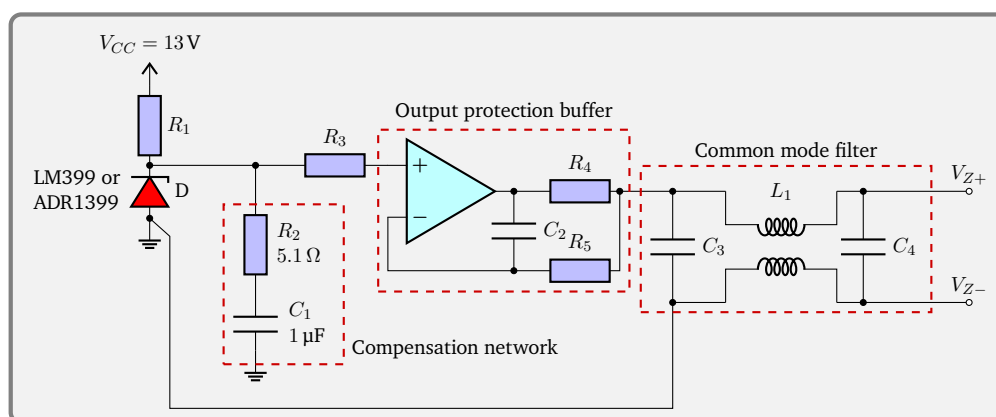 V_CC = 13 V
R_1
LM399 or
ADR1399
D
R_2
5.1 Ω
C_1
1 µF
Compensation network
R_3
Output protection buffer
+
−
R_4
C_2
R_5
Common mode filter
L_1
C_3
C_4
V_Z+
V_Z−